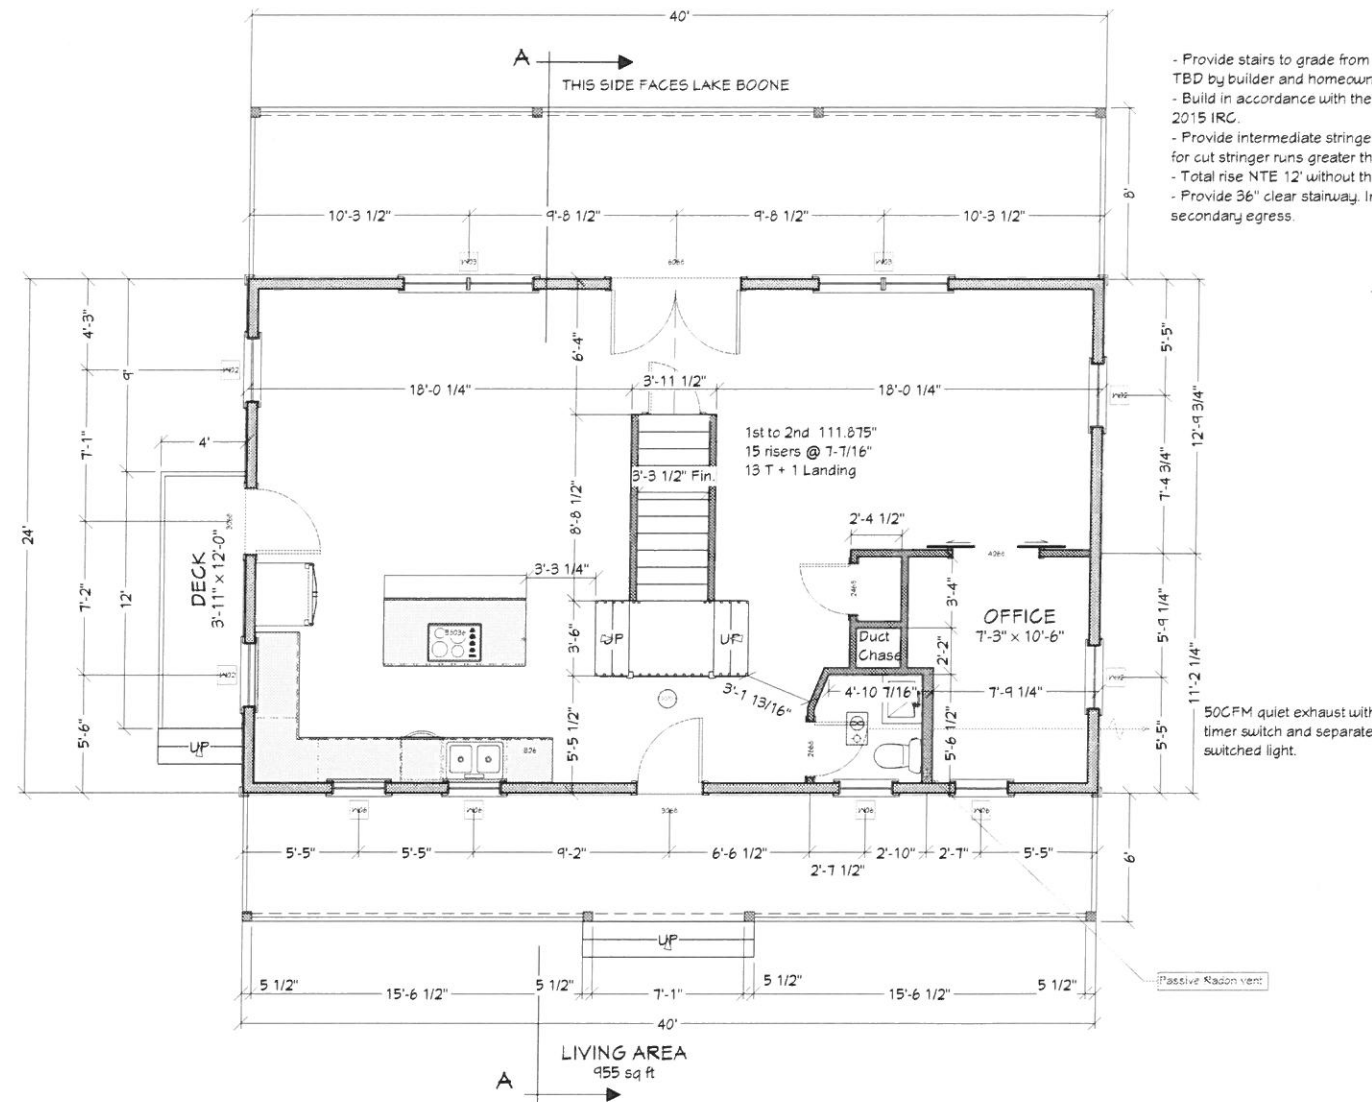 40'
A
THIS SIDE FACES LAKE BOONE
- Provide stairs to grade from
TBD by builder and homeown
- Build in accordance with the
2015 IRC.
- Provide intermediate stringe
for cut stringer runs greater th
- Total rise NTE 12' without th
- Provide 36" clear stairway. I
secondary egress.
8'
10'-3 1/2"
9'-8 1/2"
9'-8 1/2"
10'-3 1/2"
6068
4'-3"
9'
6'-4"
5'-5"
18'-0 1/4"
3'-11 1/2"
18'-0 1/4"
12'-9 3/4"
4'
7'-1"
1st to 2nd 111.875"
15 risers @ 7-7/16"
13 T + 1 Landing
3'-3 1/2" Fin.
7'-4 3/4"
8'-8 1/2"
2'-4 1/2"
24'
3068
DECK
3'-11" x 12'-0"
7'-2"
12'
3'-3 1/4"
2468
3'-4"
OFFICE
7'-3" x 10'-6"
5'-9 1/4"
UP
UP
3'-6"
Duct
Chase
2'-2"
3'-1 13/16"
4'-10 7/16"
7'-9 1/4"
11'-2 1/4"
50CFM quiet exhaust with
timer switch and separate
switched light.
5'-6"
UP
5'-5 1/2"
2668
5'-6 1/2"
5'-5"
3068
5'-5"
5'-5"
9'-2"
6'-6 1/2"
2'-7 1/2"
2'-10"
2'-7"
5'-5"
6'
UP
5 1/2"
15'-6 1/2"
5 1/2"
7'-1"
5 1/2"
15'-6 1/2"
5 1/2"
Passive Radon vent
40'
LIVING AREA
955 sq ft
A